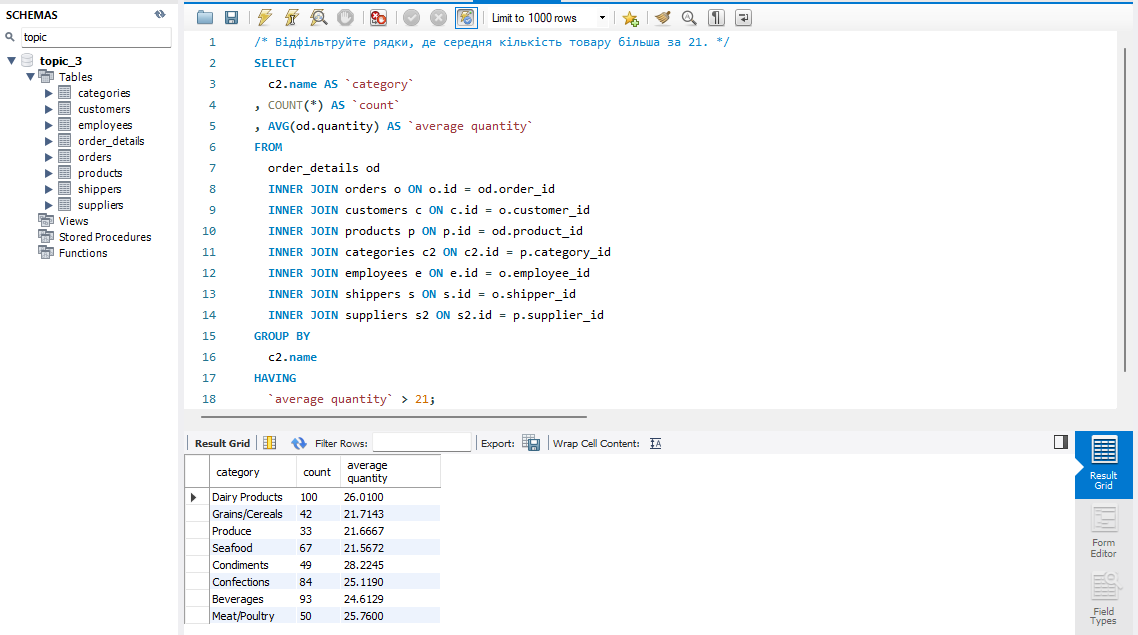 SCHEMAS
topic
topic_3
Tables
categories
customers
employees
order_details
orders
products
shippers
suppliers
Views
Stored Procedures
Functions
Limit to 1000 rows
1 /* Відфільтруйте рядки, де середня кількість товару більша за 21. */
2 SELECT
3 c2.name AS `category`
4 , COUNT(*) AS `count`
5 , AVG(od.quantity) AS `average quantity`
6 FROM
7 order_details od
8 INNER JOIN orders o ON o.id = od.order_id
9 INNER JOIN customers c ON c.id = o.customer_id
10 INNER JOIN products p ON p.id = od.product_id
11 INNER JOIN categories c2 ON c2.id = p.category_id
12 INNER JOIN employees e ON e.id = o.employee_id
13 INNER JOIN shippers s ON s.id = o.shipper_id
14 INNER JOIN suppliers s2 ON s2.id = p.supplier_id
15 GROUP BY
16 c2.name
17 HAVING
18 `average quantity` > 21;
Result Grid Filter Rows: Export: Wrap Cell Content:
category count average quantity
Dairy Products 100 26.0100
Grains/Cereals 42 21.7143
Produce 33 21.6667
Seafood 67 21.5672
Condiments 49 28.2245
Confections 84 25.1190
Beverages 93 24.6129
Meat/Poultry 50 25.7600
Result
Grid
Form
Editor
Field
Types